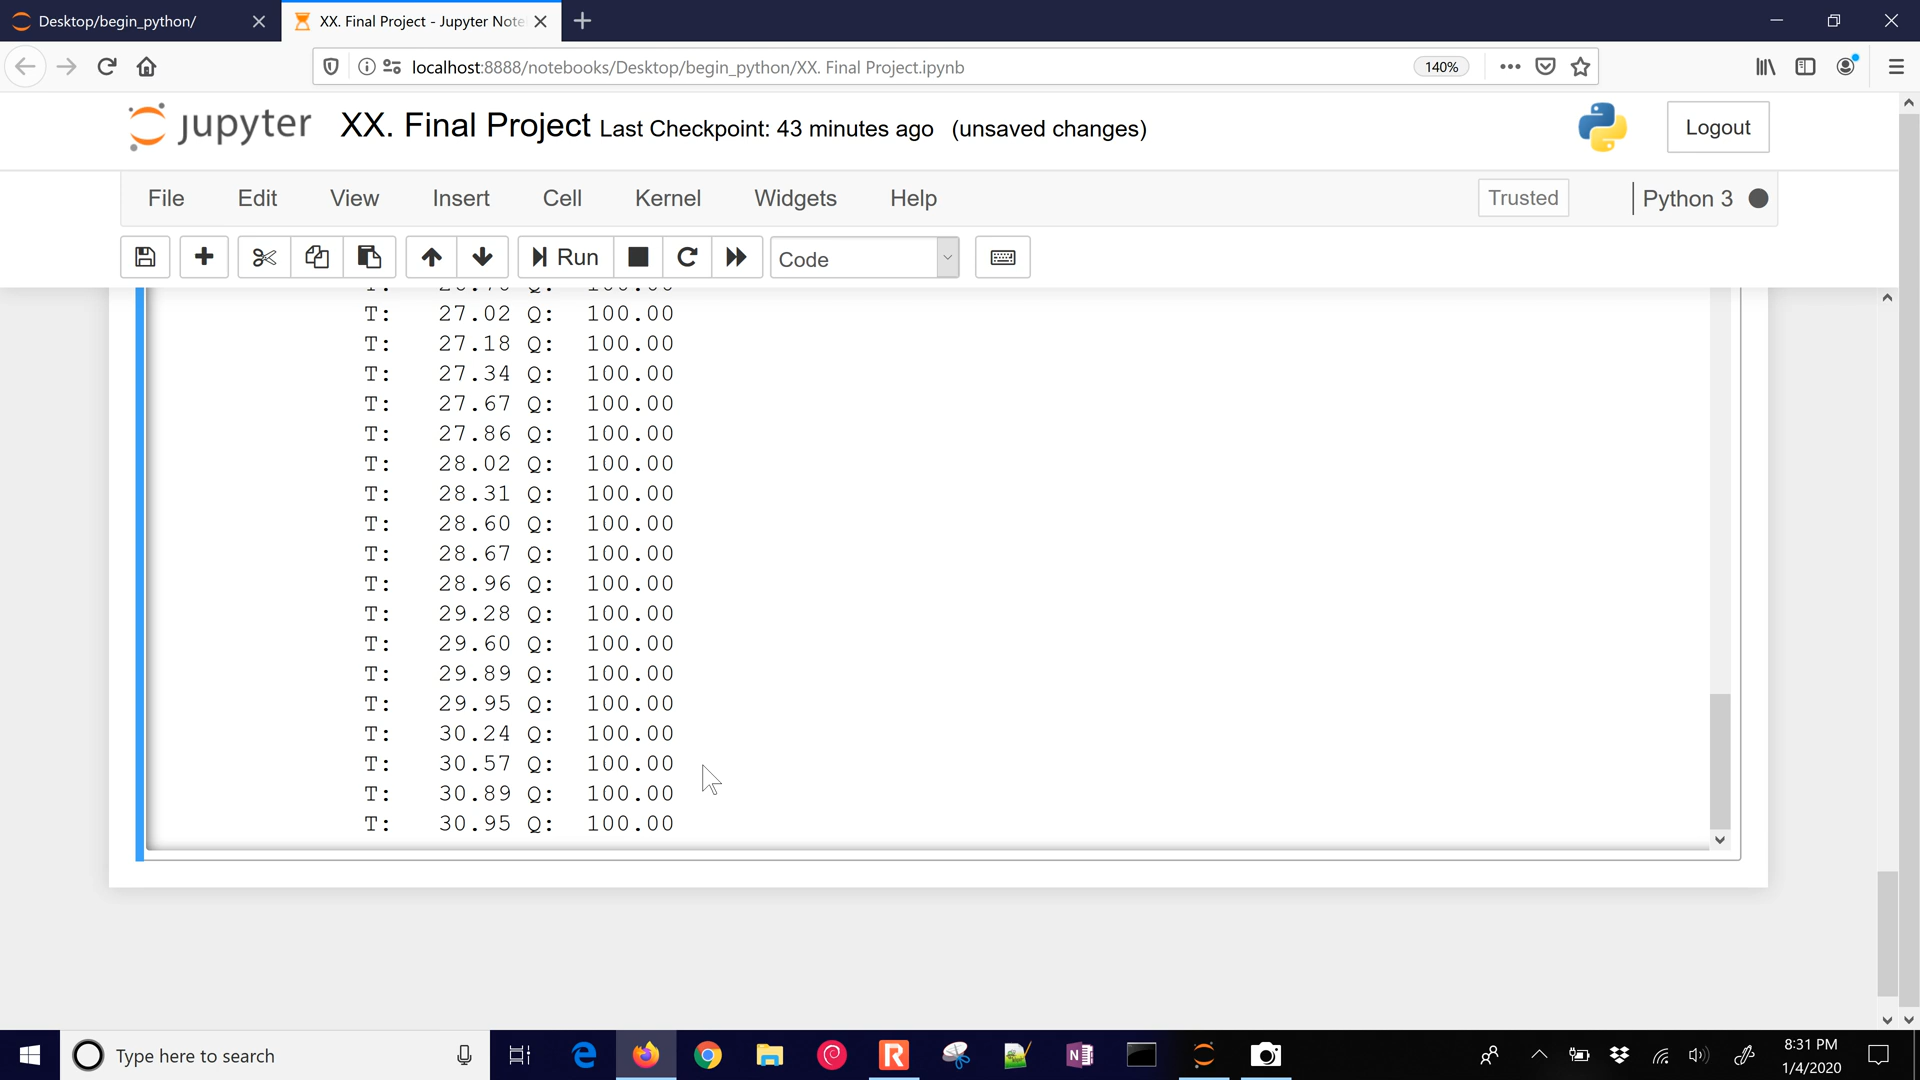 Desktop/begin_python/
XX. Final Project - Jupyter Note
localhost:8888/notebooks/Desktop/begin_python/XX. Final Project.ipynb
140%
jupyter XX. Final Project Last Checkpoint: 43 minutes ago (unsaved changes)
Logout
File Edit View Insert Cell Kernel Widgets Help
Trusted
Python 3
Run
Code
T: 27.02 Q: 100.00
T: 27.18 Q: 100.00
T: 27.34 Q: 100.00
T: 27.67 Q: 100.00
T: 27.86 Q: 100.00
T: 28.02 Q: 100.00
T: 28.31 Q: 100.00
T: 28.60 Q: 100.00
T: 28.67 Q: 100.00
T: 28.96 Q: 100.00
T: 29.28 Q: 100.00
T: 29.60 Q: 100.00
T: 29.89 Q: 100.00
T: 29.95 Q: 100.00
T: 30.24 Q: 100.00
T: 30.57 Q: 100.00
T: 30.89 Q: 100.00
T: 30.95 Q: 100.00
Type here to search
8:31 PM
1/4/2020